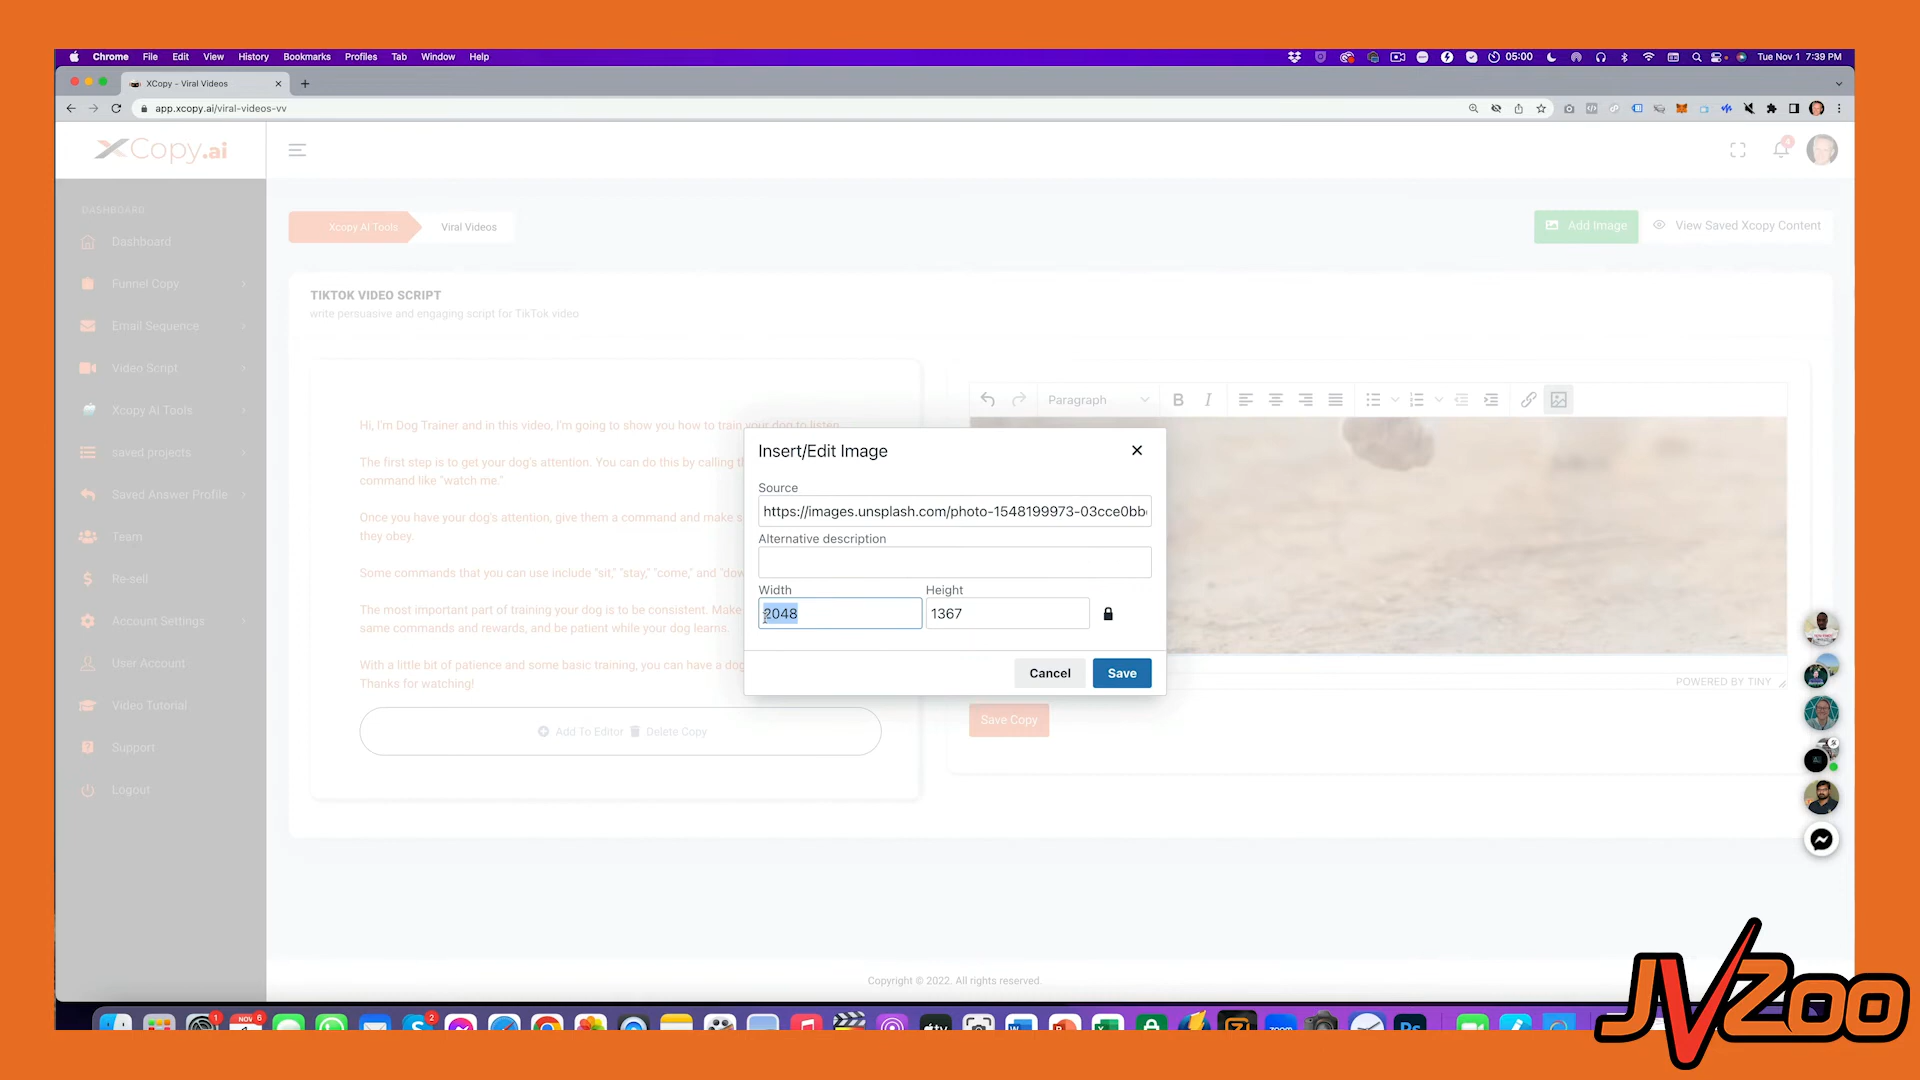 Chrome File Edit View History Bookmarks Profiles Tab Window Help
05:00
Tue Nov 1 7:39 PM
XCopy - Viral Videos
app.xcopy.ai/viral-videos-vv
XCopy.ai
4
DASHBOARD
Dashboard
Funnel Copy
Email Sequence
Video Script
Xcopy AI Tools
saved projects
Saved Answer Profile
Team
Re-sell
Account Settings
User Account
Video Tutorial
Support
Logout
Xcopy AI Tools
Viral Videos
Add Image
View Saved Xcopy Content
TIKTOK VIDEO SCRIPT
write persuasive and engaging script for TikTok video
Hi, I'm Dog Trainer and in this video, I'm going to show you how to train your dog to listen
The first step is to get your dog's attention. You can do this by calling
command like "watch me."
Once you have your dog's attention, give them a command and make
they obey.
Some commands that you can use include "sit," "stay," "come," and
The most important part of training your dog is to be consistent. Make
same commands and rewards, and be patient while your dog learns.
With a little bit of patience and some basic training, you can have a
Thanks for watching!
Add To Editor
Delete Copy
Paragraph
B I
POWERED BY TINY
Save Copy
Insert/Edit Image
Source
https://images.unsplash.com/photo-1548199973-03cce0bb
Alternative description
Width
Height
2048
1367
Cancel
Save
Copyright © 2022. All rights reserved.
1
NOV
6
2
tv
zoom
Ps
JVZoo